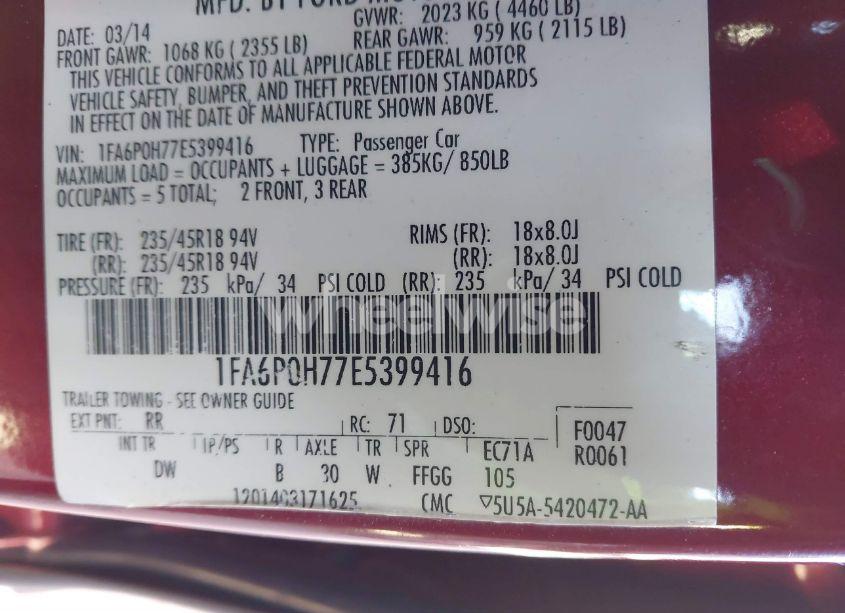 MFD. BY FORD MO
DATE: 03/14 GVWR: 2023 KG ( 4460 LB)
FRONT GAWR: 1068 KG ( 2355 LB) REAR GAWR: 959 KG ( 2115 LB)
THIS VEHICLE CONFORMS TO ALL APPLICABLE FEDERAL MOTOR
VEHICLE SAFETY, BUMPER, AND THEFT PREVENTION STANDARDS
IN EFFECT ON THE DATE OF MANUFACTURE SHOWN ABOVE.
VIN: 1FA6P0H77E5399416 TYPE: Passenger Car
MAXIMUM LOAD = OCCUPANTS + LUGGAGE = 385KG/ 850LB
OCCUPANTS = 5 TOTAL; 2 FRONT, 3 REAR
TIRE (FR): 235/45R18 94V RIMS (FR): 18x8.0J
(RR): 235/45R18 94V (RR): 18x8.0J
PRESSURE (FR): 235 kPa/ 34 PSI COLD (RR): 235 kPa/ 34 PSI COLD
wheelwise
1FA6P0H77E5399416
TRAILER TOWING - SEE OWNER GUIDE
EXT PNT: RR RC: 71 DSO: F0047
INT TR IP/PS R AXLE TR SPR EC71A R0061
DW B 30 W FFGG 105
1201403171625 CMC ▽5U5A-5420472-AA